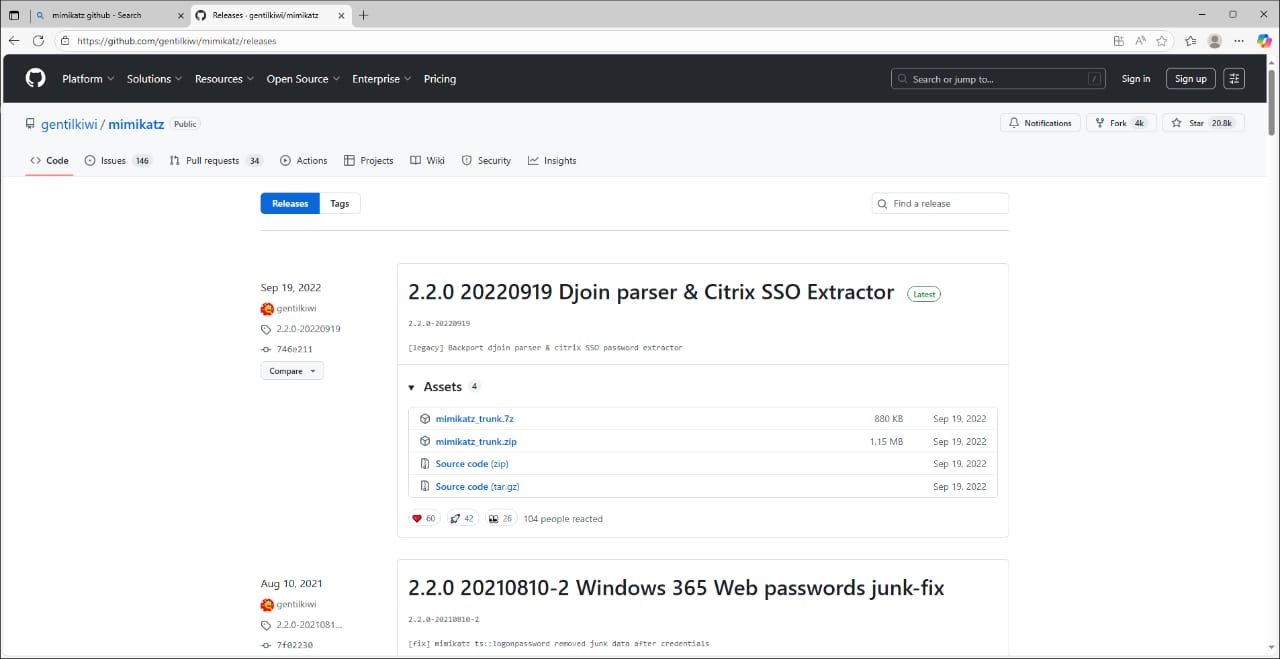 mimikatz github - Search
Releases · gentilkiwi/mimikatz
https://github.com/gentilkiwi/mimikatz/releases
Platform Solutions Resources Open Source Enterprise Pricing
Search or jump to... /
Sign in
Sign up
gentilkiwi / mimikatz Public
Notifications
Fork 4k
Star 20.8k
Code
Issues 146
Pull requests 34
Actions
Projects
Wiki
Security
Insights
Releases
Tags
Find a release
Sep 19, 2022
gentilkiwi
2.2.0-20220919
746e211
Compare
2.2.0 20220919 Djoin parser & Citrix SSO Extractor Latest
2.2.0-20220919
[legacy] Backport djoin parser & citrix SSO password extractor
Assets 4
mimikatz_trunk.7z 880 KB Sep 19, 2022
mimikatz_trunk.zip 1.15 MB Sep 19, 2022
Source code (zip) Sep 19, 2022
Source code (tar.gz) Sep 19, 2022
60 42 26 104 people reacted
Aug 10, 2021
gentilkiwi
2.2.0-2021081...
7f02230
2.2.0 20210810-2 Windows 365 Web passwords junk-fix
2.2.0-20210810-2
[fix] mimikatz ts::logonpassword removed junk data after credentials